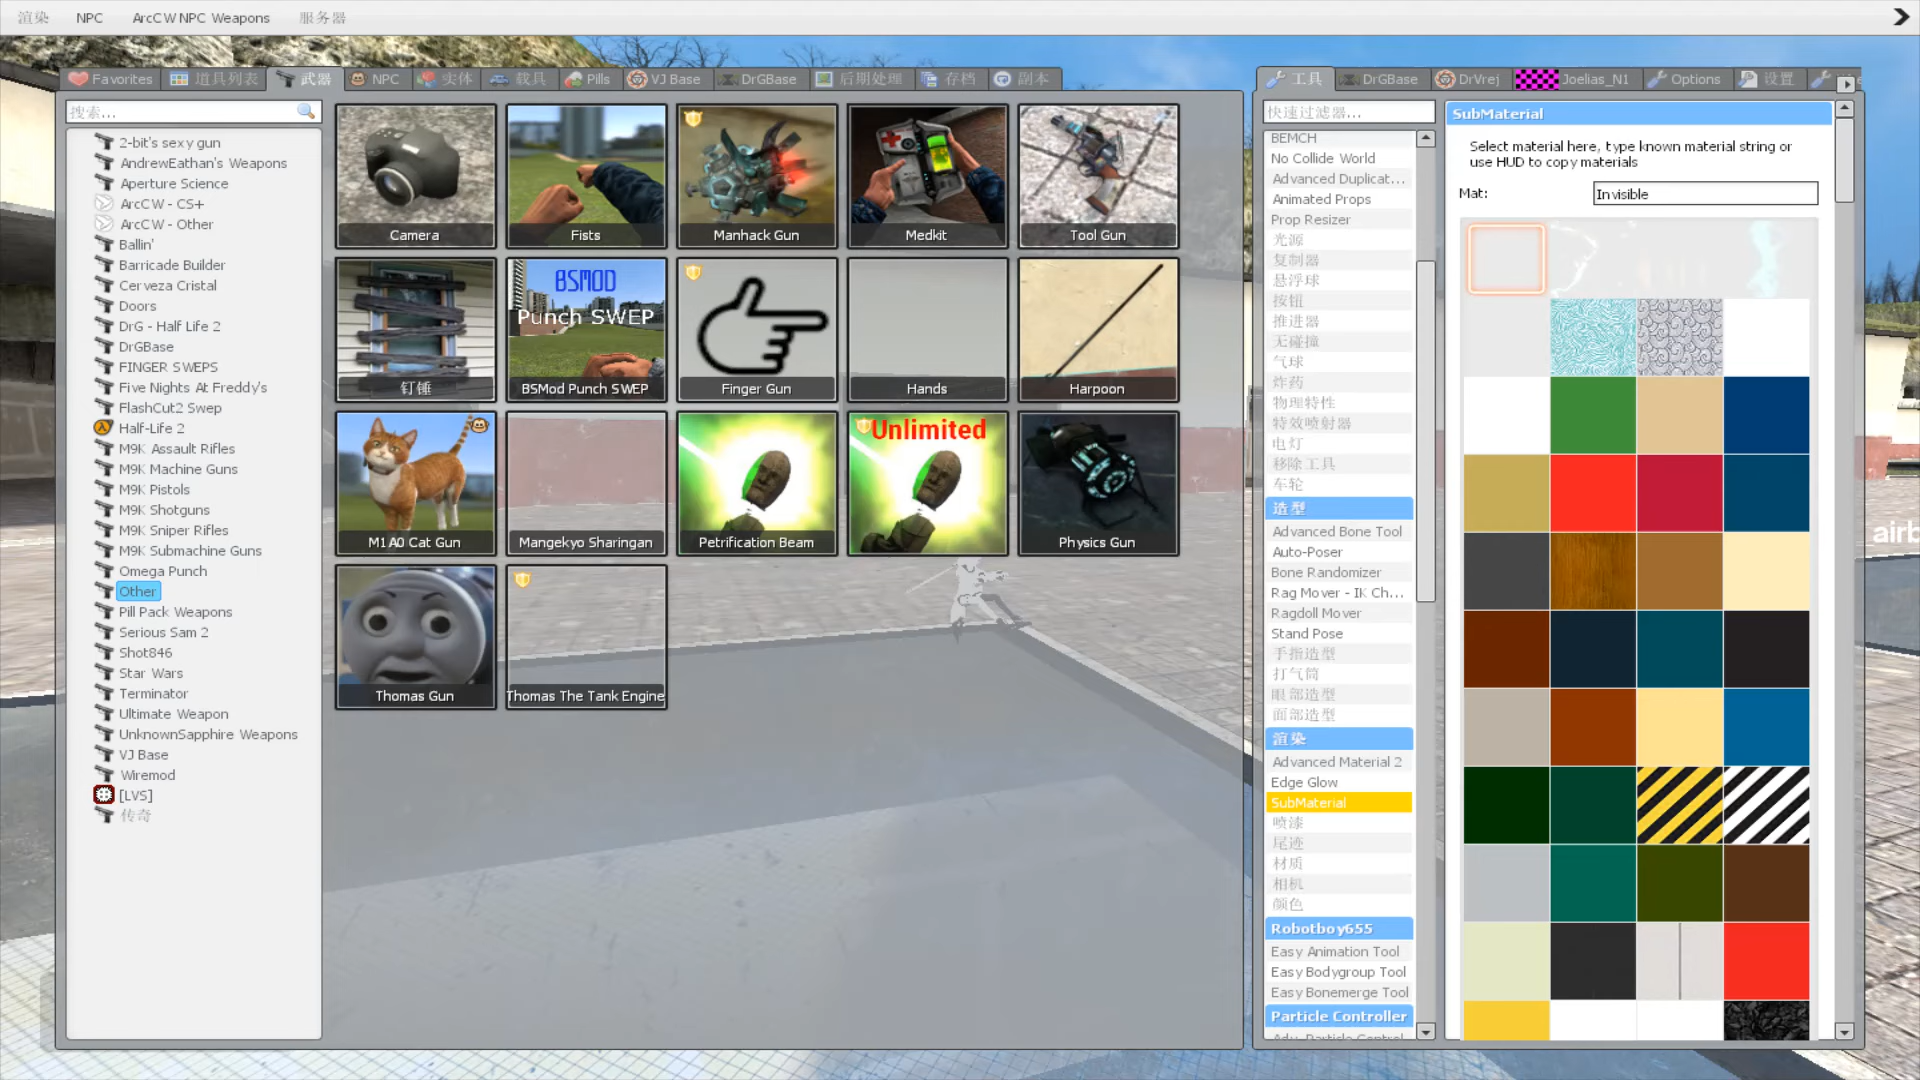 渲染 NPC ArcCW NPC Weapons 服务器
Favorites 道具列表 武器 NPC 实体 载具 Pills VJ Base DrGBase 后期处理 存档 副本
搜索...
2-bit's sexy gun
AndrewEathan's Weapons
Aperture Science
ArcCW - CS+
ArcCW - Other
Ballin'
Barricade Builder
Cerveza Cristal
Doors
DrG - Half Life 2
DrGBase
FINGER SWEPS
Five Nights At Freddy's
FlashCut2 Swep
Half-Life 2
M9K Assault Rifles
M9K Machine Guns
M9K Pistols
M9K Shotguns
M9K Sniper Rifles
M9K Submachine Guns
Omega Punch
Other
Pill Pack Weapons
Serious Sam 2
Shot846
Star Wars
Terminator
Ultimate Weapon
UnknownSapphire Weapons
VJ Base
Wiremod
[LVS]
传奇
Camera
Fists
Manhack Gun
Medkit
Tool Gun
钉锤
BSMOD
Punch SWEP
BSMod Punch SWEP
Finger Gun
Hands
Harpoon
M1A0 Cat Gun
Mangekyo Sharingan
Petrification Beam
Unlimited
Physics Gun
Thomas Gun
Thomas The Tank Engine
工具 DrGBase DrVrej Joelias_N1 Options 设置
快速过滤器...
BEMCH
No Collide World
Advanced Duplicat...
Animated Props
Prop Resizer
光源
复制器
悬浮球
按钮
推进器
无碰撞
气球
炸药
物理特性
特效喷射器
电灯
移除工具
车轮
造型
Advanced Bone Tool
Auto-Poser
Bone Randomizer
Rag Mover - IK Ch...
Ragdoll Mover
Stand Pose
手指造型
打气筒
眼部造型
面部造型
渲染
Advanced Material 2
Edge Glow
SubMaterial
喷漆
尾迹
材质
相机
颜色
Robotboy655
Easy Animation Tool
Easy Bodygroup Tool
Easy Bonemerge Tool
Particle Controller
SubMaterial
Select material here, type known material string or
use HUD to copy materials
Mat: Invisible
airb